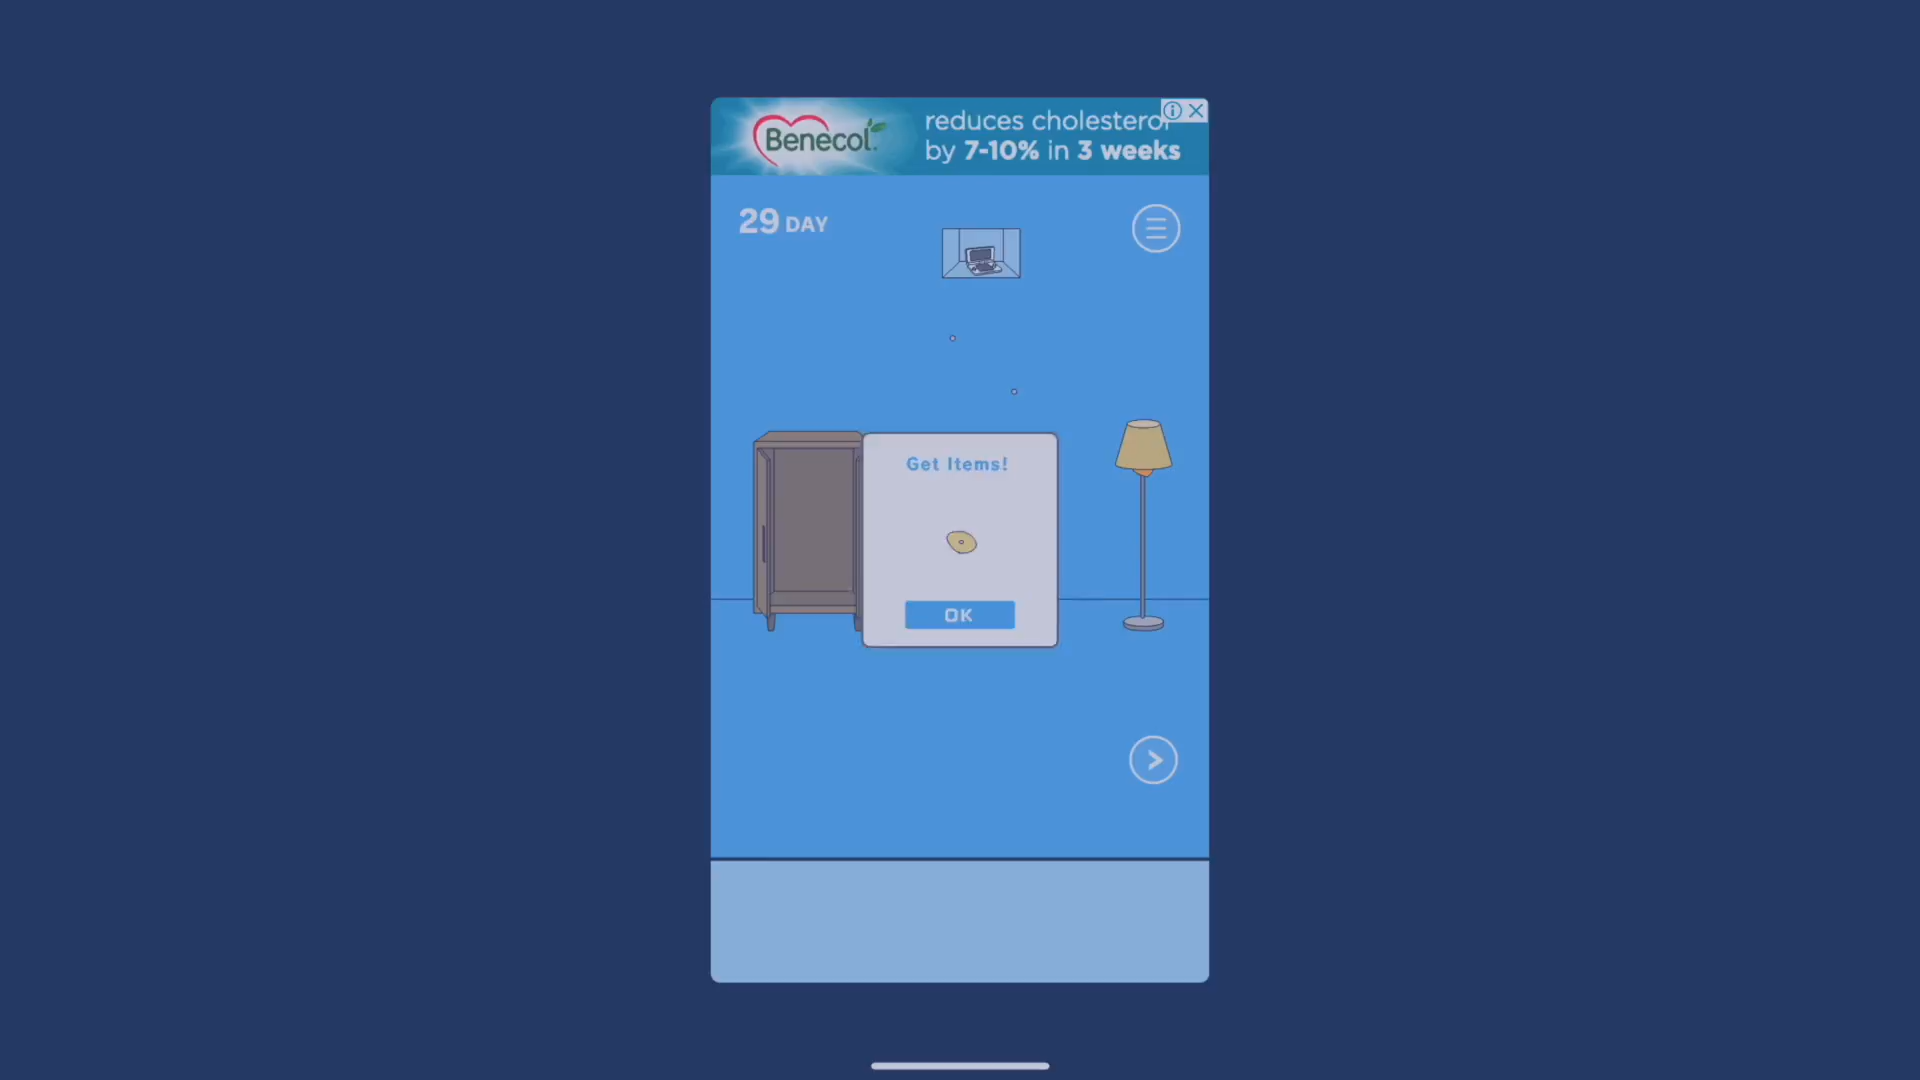 Benecol.
reduces cholesterol
by 7-10% in 3 weeks
29 DAY
Get Items!
OK